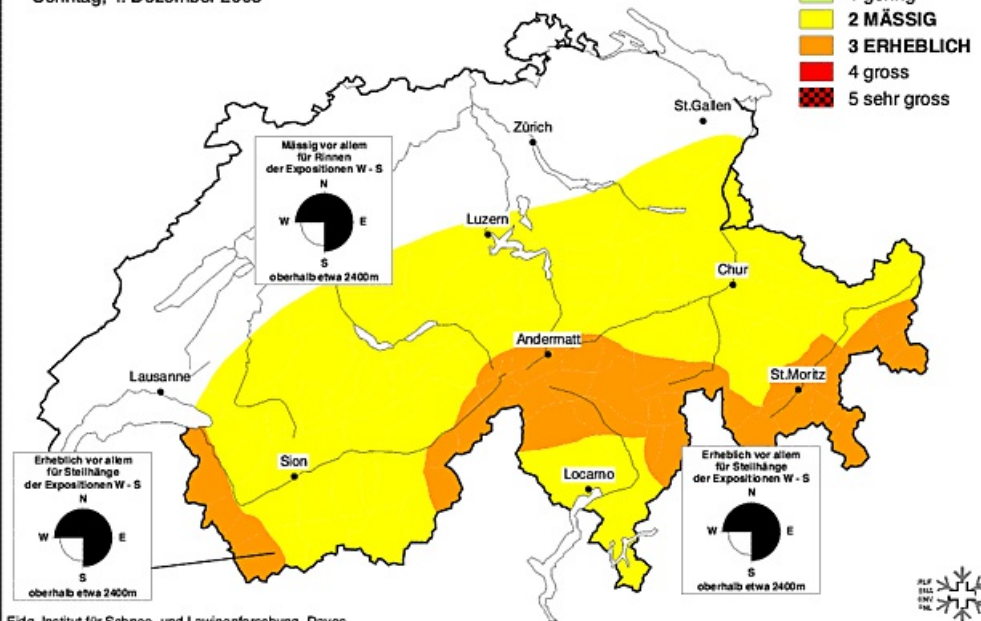 2 MÄSSIG
3 ERHEBLICH
4 gross
5 sehr gross
St.Gallen
Zürich
Mässig vor allem
für Rinnen
der Expositionen W - S
N
W E
S
oberhalb etwa 2400m
Luzern
Chur
Andermatt
St.Moritz
Lausanne
Sion
Locarno
Erheblich vor allem
für Steilhänge
der Expositionen W - S
N
W E
S
oberhalb etwa 2400m
Erheblich vor allem
für Steilhänge
der Expositionen W - S
N
W E
S
oberhalb etwa 2400m